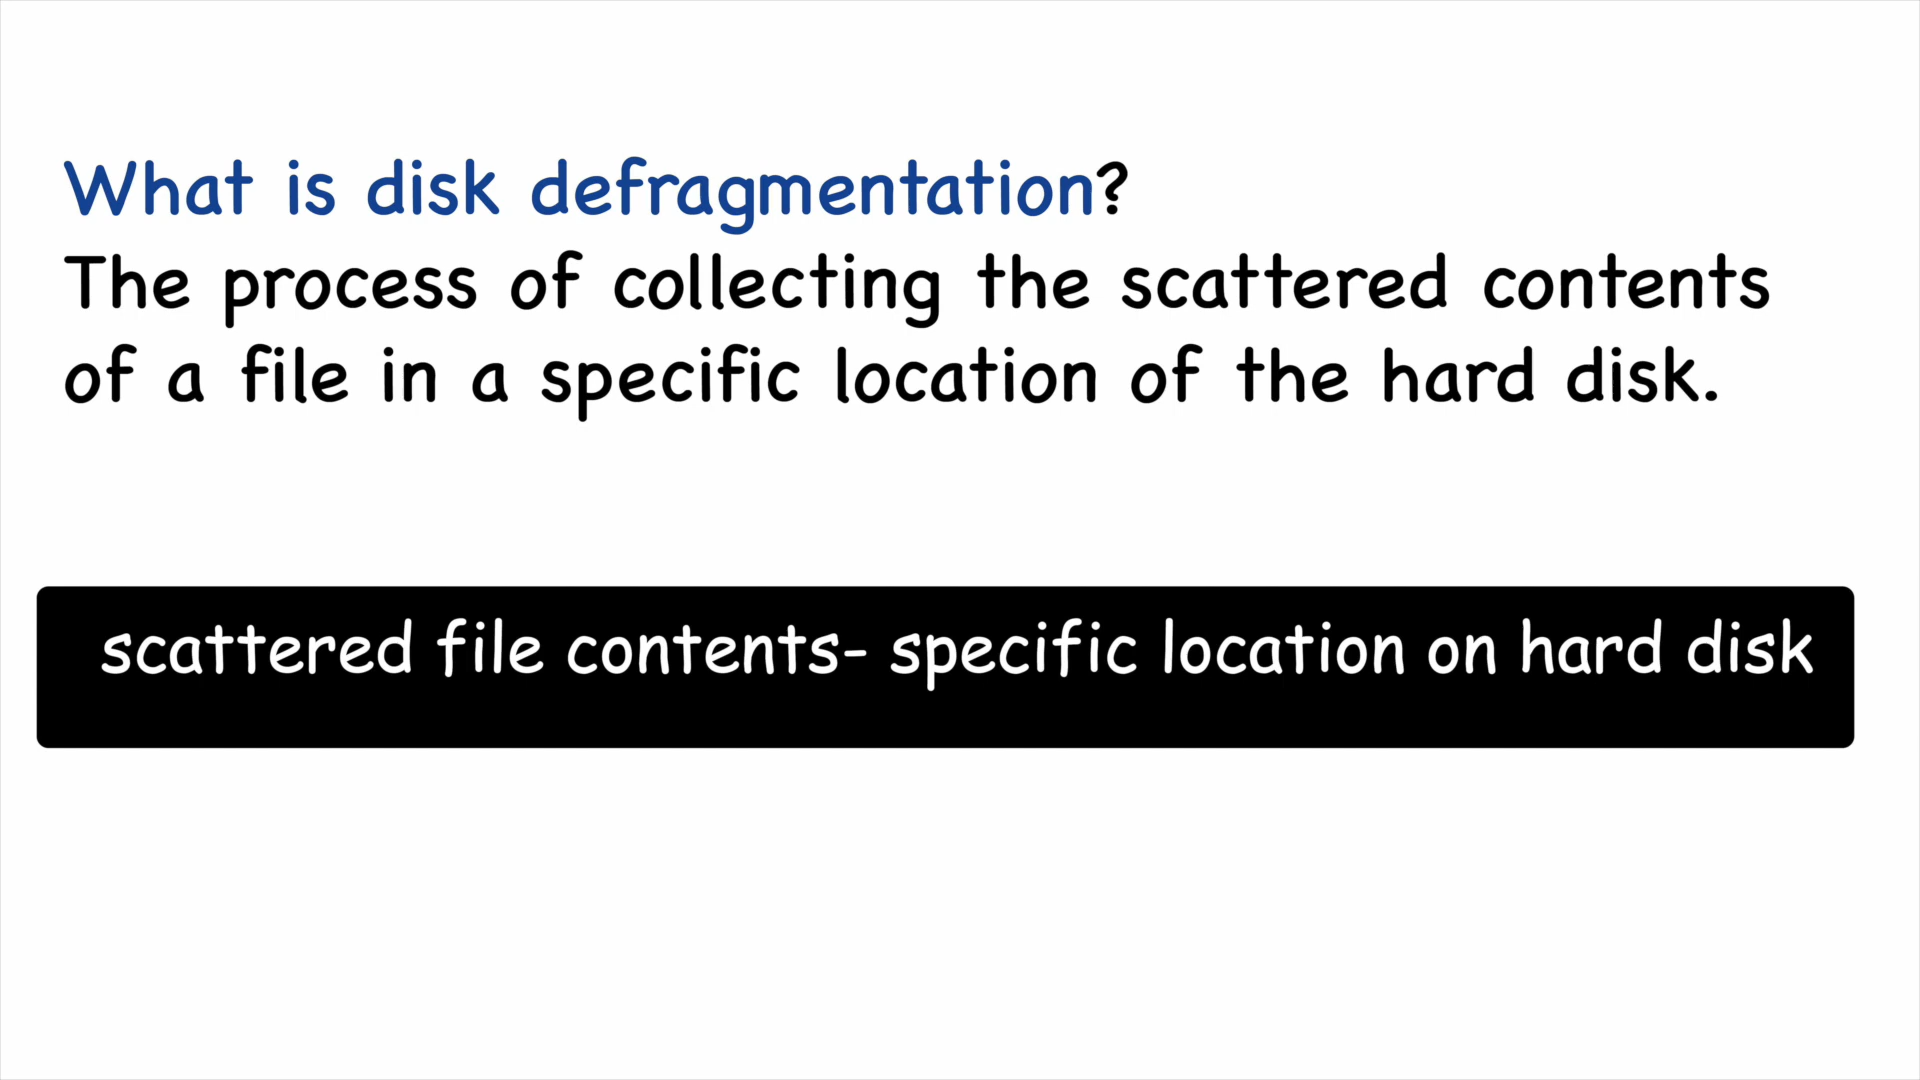 What is disk defragmentation?
The process of collecting the scattered contents
of a file in a specific location of the hard disk.
scattered file contents- specific location on hard disk